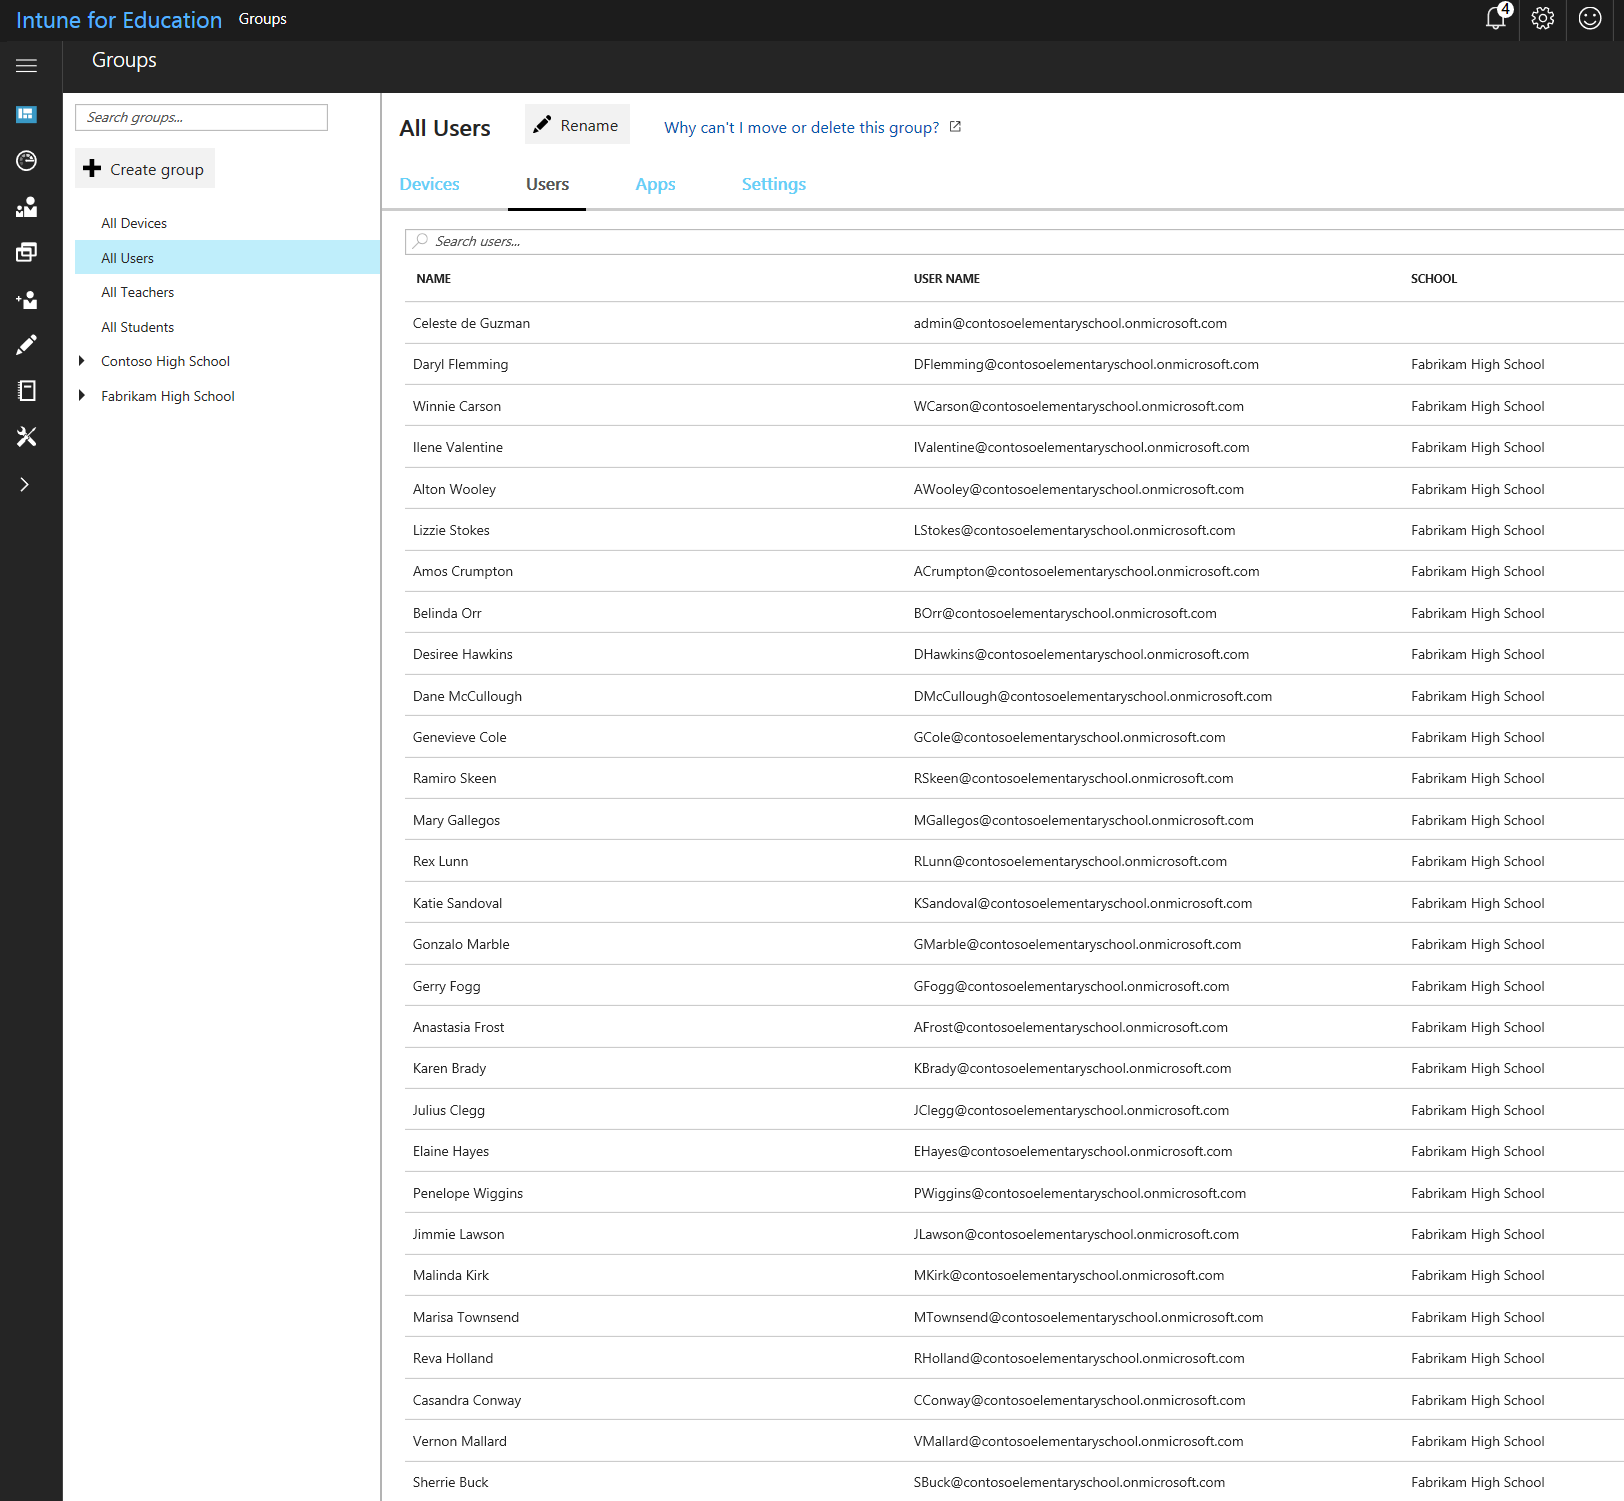 Intune for Education Groups 4
Groups
Search groups...
Create group
All Devices
All Users
All Teachers
All Students
Contoso High School
Fabrikam High School
All Users Rename Why can't I move or delete this group?
Devices Users Apps Settings
Search users...
NAME USER NAME SCHOOL
Celeste de Guzman admin@contosoelementaryschool.onmicrosoft.com
Daryl Flemming DFlemming@contosoelementaryschool.onmicrosoft.com Fabrikam High School
Winnie Carson WCarson@contosoelementaryschool.onmicrosoft.com Fabrikam High School
Ilene Valentine IValentine@contosoelementaryschool.onmicrosoft.com Fabrikam High School
Alton Wooley AWooley@contosoelementaryschool.onmicrosoft.com Fabrikam High School
Lizzie Stokes LStokes@contosoelementaryschool.onmicrosoft.com Fabrikam High School
Amos Crumpton ACrumpton@contosoelementaryschool.onmicrosoft.com Fabrikam High School
Belinda Orr BOrr@contosoelementaryschool.onmicrosoft.com Fabrikam High School
Desiree Hawkins DHawkins@contosoelementaryschool.onmicrosoft.com Fabrikam High School
Dane McCullough DMcCullough@contosoelementaryschool.onmicrosoft.com Fabrikam High School
Genevieve Cole GCole@contosoelementaryschool.onmicrosoft.com Fabrikam High School
Ramiro Skeen RSkeen@contosoelementaryschool.onmicrosoft.com Fabrikam High School
Mary Gallegos MGallegos@contosoelementaryschool.onmicrosoft.com Fabrikam High School
Rex Lunn RLunn@contosoelementaryschool.onmicrosoft.com Fabrikam High School
Katie Sandoval KSandoval@contosoelementaryschool.onmicrosoft.com Fabrikam High School
Gonzalo Marble GMarble@contosoelementaryschool.onmicrosoft.com Fabrikam High School
Gerry Fogg GFogg@contosoelementaryschool.onmicrosoft.com Fabrikam High School
Anastasia Frost AFrost@contosoelementaryschool.onmicrosoft.com Fabrikam High School
Karen Brady KBrady@contosoelementaryschool.onmicrosoft.com Fabrikam High School
Julius Clegg JClegg@contosoelementaryschool.onmicrosoft.com Fabrikam High School
Elaine Hayes EHayes@contosoelementaryschool.onmicrosoft.com Fabrikam High School
Penelope Wiggins PWiggins@contosoelementaryschool.onmicrosoft.com Fabrikam High School
Jimmie Lawson JLawson@contosoelementaryschool.onmicrosoft.com Fabrikam High School
Malinda Kirk MKirk@contosoelementaryschool.onmicrosoft.com Fabrikam High School
Marisa Townsend MTownsend@contosoelementaryschool.onmicrosoft.com Fabrikam High School
Reva Holland RHolland@contosoelementaryschool.onmicrosoft.com Fabrikam High School
Casandra Conway CConway@contosoelementaryschool.onmicrosoft.com Fabrikam High School
Vernon Mallard VMallard@contosoelementaryschool.onmicrosoft.com Fabrikam High School
Sherrie Buck SBuck@contosoelementaryschool.onmicrosoft.com Fabrikam High School